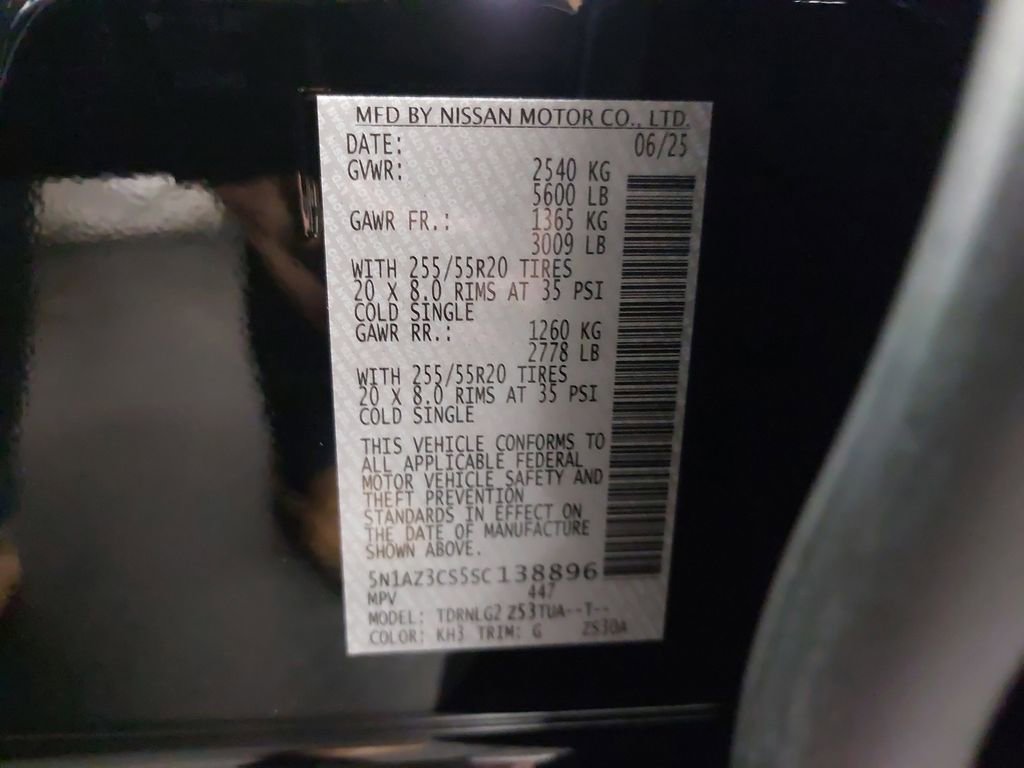 MFD BY NISSAN MOTOR CO., LTD.
DATE: 06/25
GVWR: 2540 KG
5600 LB
GAWR FR.: 1365 KG
3009 LB
WITH 255/55R20 TIRES
20 X 8.0 RIMS AT 35 PSI
COLD SINGLE
GAWR RR.: 1260 KG
2778 LB
WITH 255/55R20 TIRES
20 X 8.0 RIMS AT 35 PSI
COLD SINGLE
THIS VEHICLE CONFORMS TO
ALL APPLICABLE FEDERAL
MOTOR VEHICLE SAFETY AND
THEFT PREVENTION
STANDARDS IN EFFECT ON
THE DATE OF MANUFACTURE
SHOWN ABOVE.
5N1AZ3CS5SC138896
MPV 447
MODEL: TDRNLG2 Z53TUA--T--
COLOR: KH3 TRIM: G ZS30A